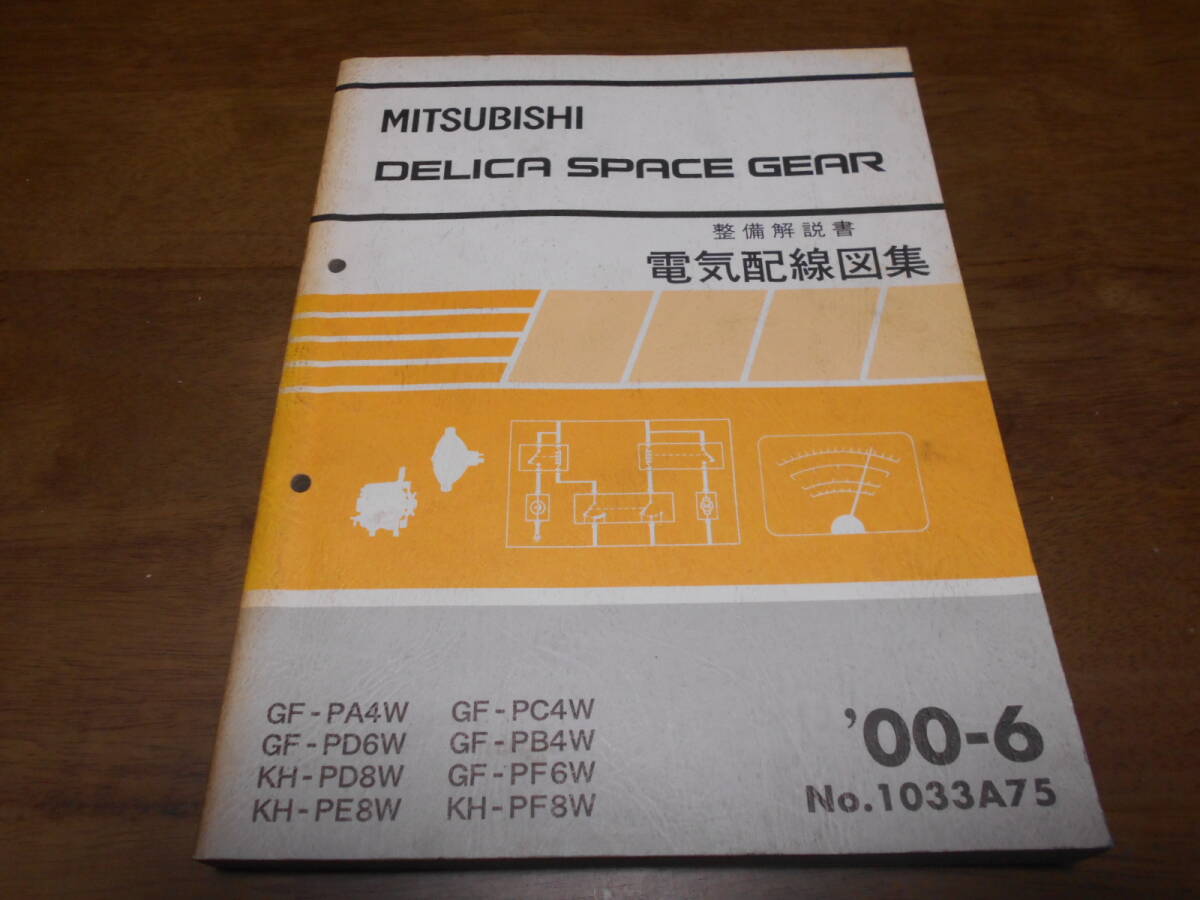 MITSUBISHI
DELICA SPACE GEAR
整備解説書
電気配線図集
GF-PA4W GF-PC4W
GF-PD6W GF-PB4W
KH-PD8W GF-PF6W
KH-PE8W KH-PF8W
'00-6
No.1033A75